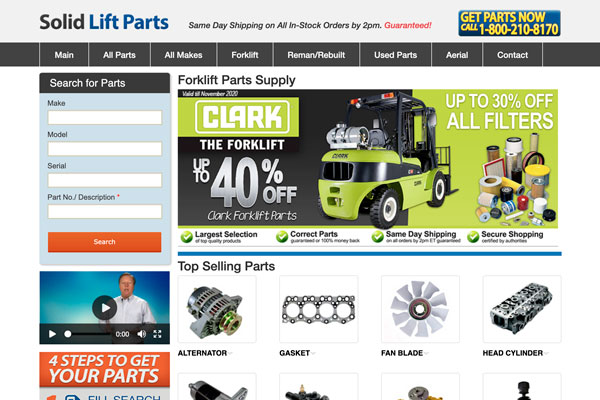 Solid Lift Parts
Same Day Shipping on All In-Stock Orders by 2pm. Guaranteed!
GET PARTS NOW
CALL 1-800-210-8170
Main All Parts All Makes Forklift Reman/Rebuilt Used Parts Aerial Contact
Search for Parts
Make
Model
Serial
Part No./ Description *
Search
0:00
4 STEPS TO GET
YOUR PARTS
1 FILL SEARCH
Forklift Parts Supply
Valid till November 2020
CLARK
THE FORKLIFT
UP TO 40% OFF
Clark Forklift Parts
CLARK
UP TO 30% OFF
ALL FILTERS
Largest Selection
of top quality products
Correct Parts
guaranteed or 100% money back
Same Day Shipping
on all orders by 2pm ET guaranteed
Secure Shopping
certified by authorities
Top Selling Parts
ALTERNATOR
GASKET
FAN BLADE
HEAD CYLINDER